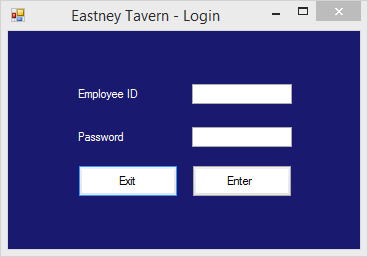 Eastney Tavern - Login
Employee ID
Password
Exit Enter